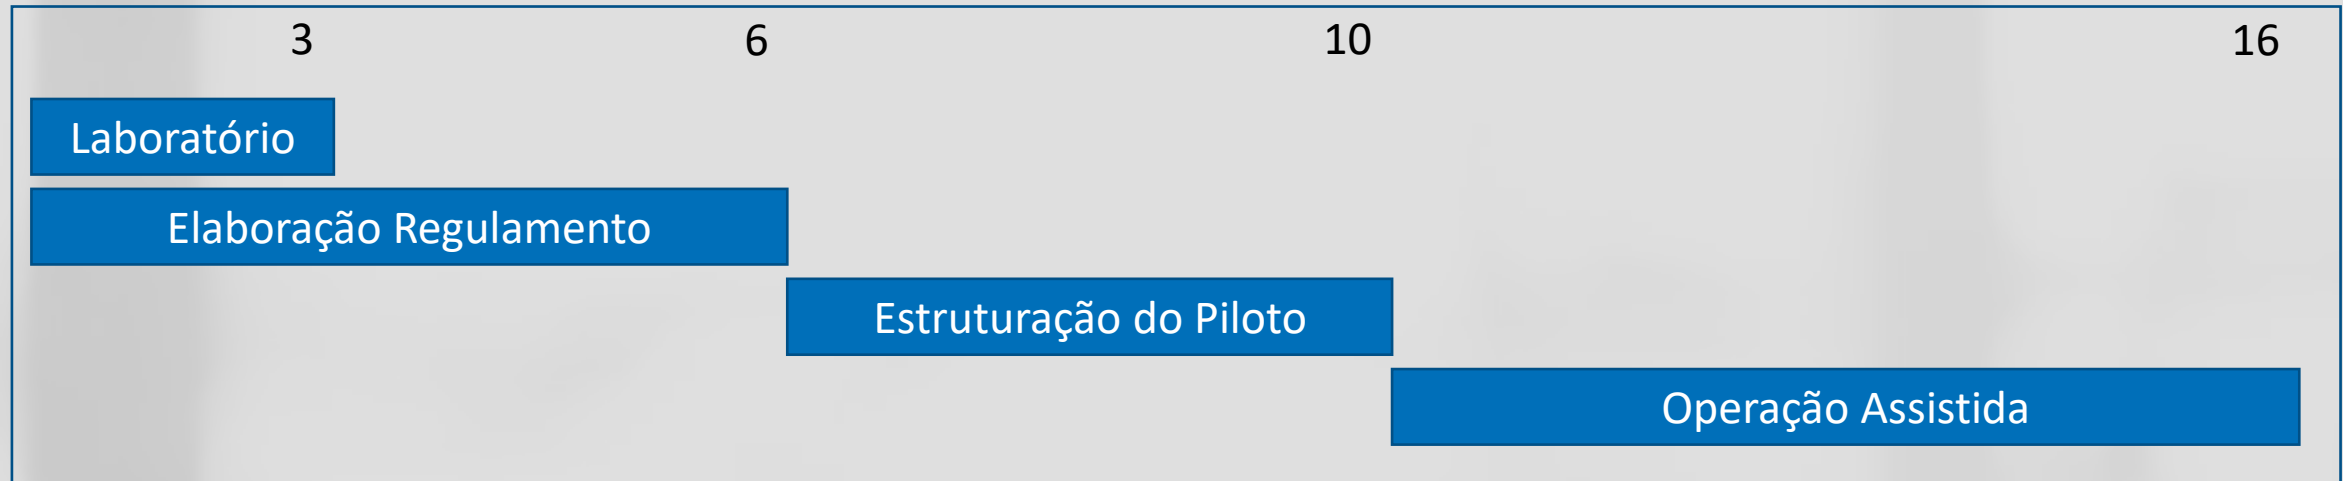 3 6 10 16
Laboratório
Elaboração Regulamento
Estruturação do Piloto
Operação Assistida